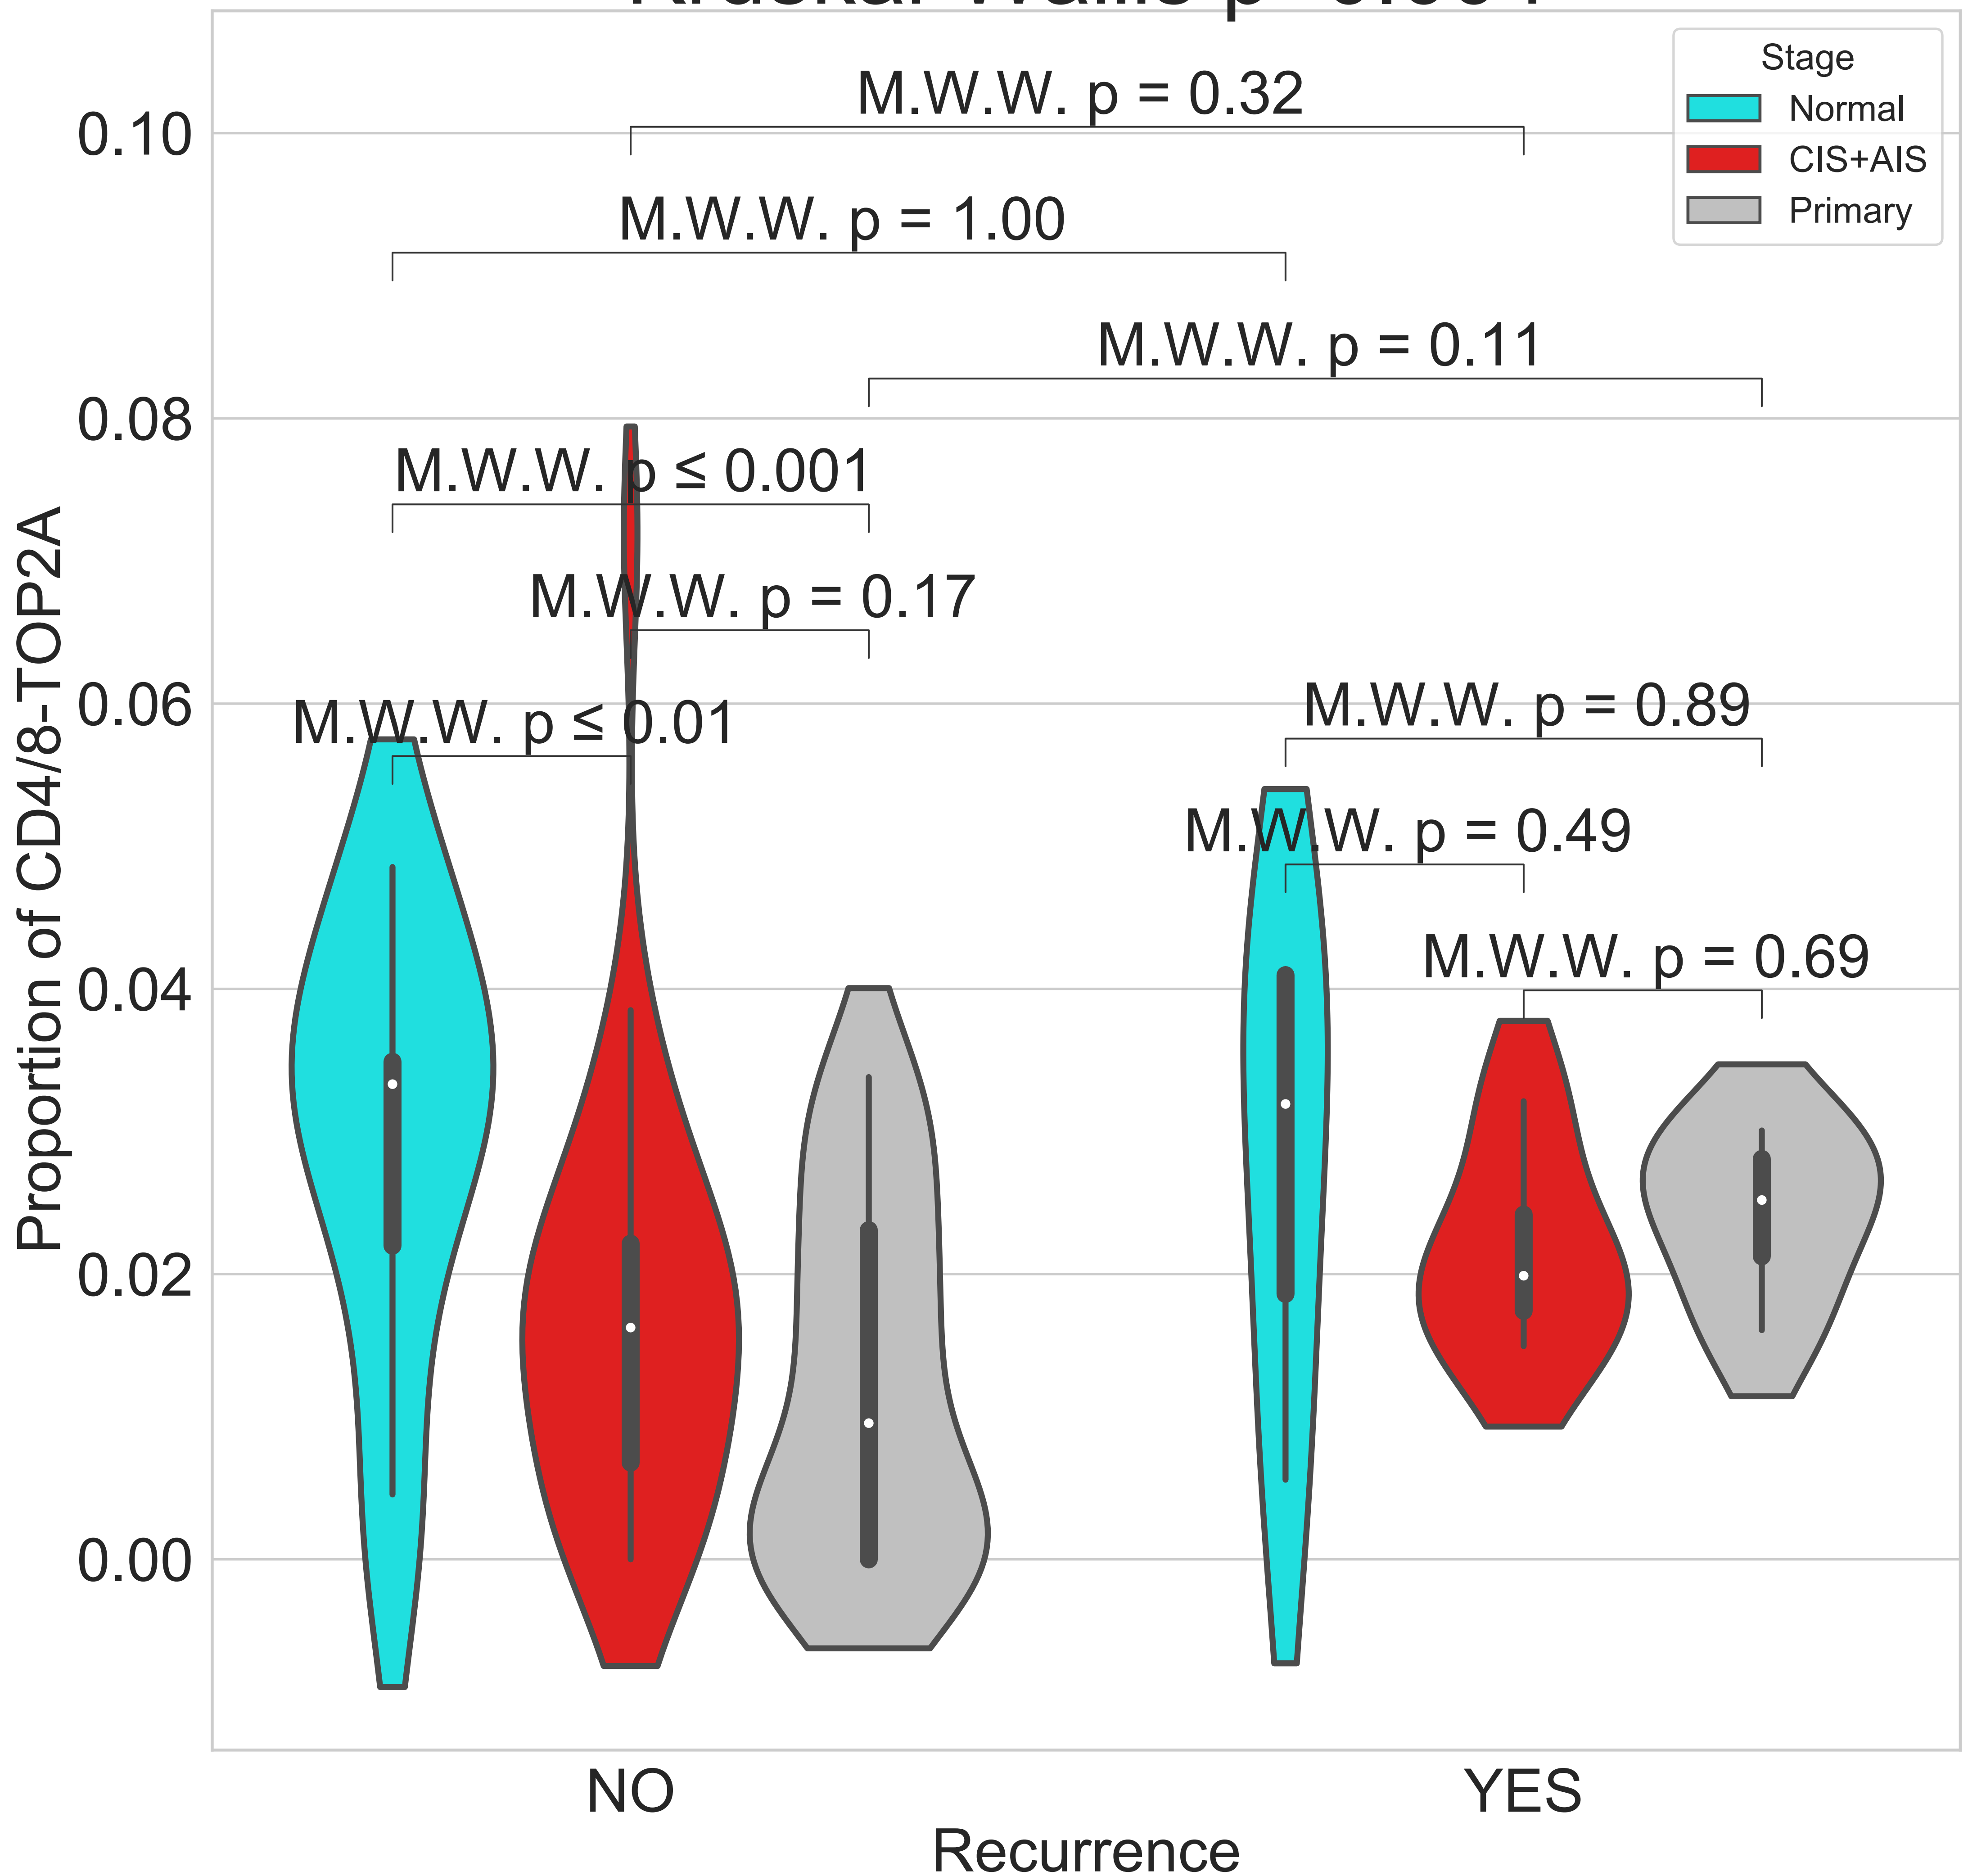 Stage
Normal
CIS+AIS
Primary
M.W.W. p = 0.32
M.W.W. p = 1.00
M.W.W. p = 0.11
M.W.W. p ≤ 0.001
M.W.W. p = 0.17
M.W.W. p ≤ 0.01
M.W.W. p = 0.89
M.W.W. p = 0.49
M.W.W. p = 0.69
Proportion of CD4/8-TOP2A
0.10
0.08
0.06
0.04
0.02
0.00
NO
YES
Recurrence